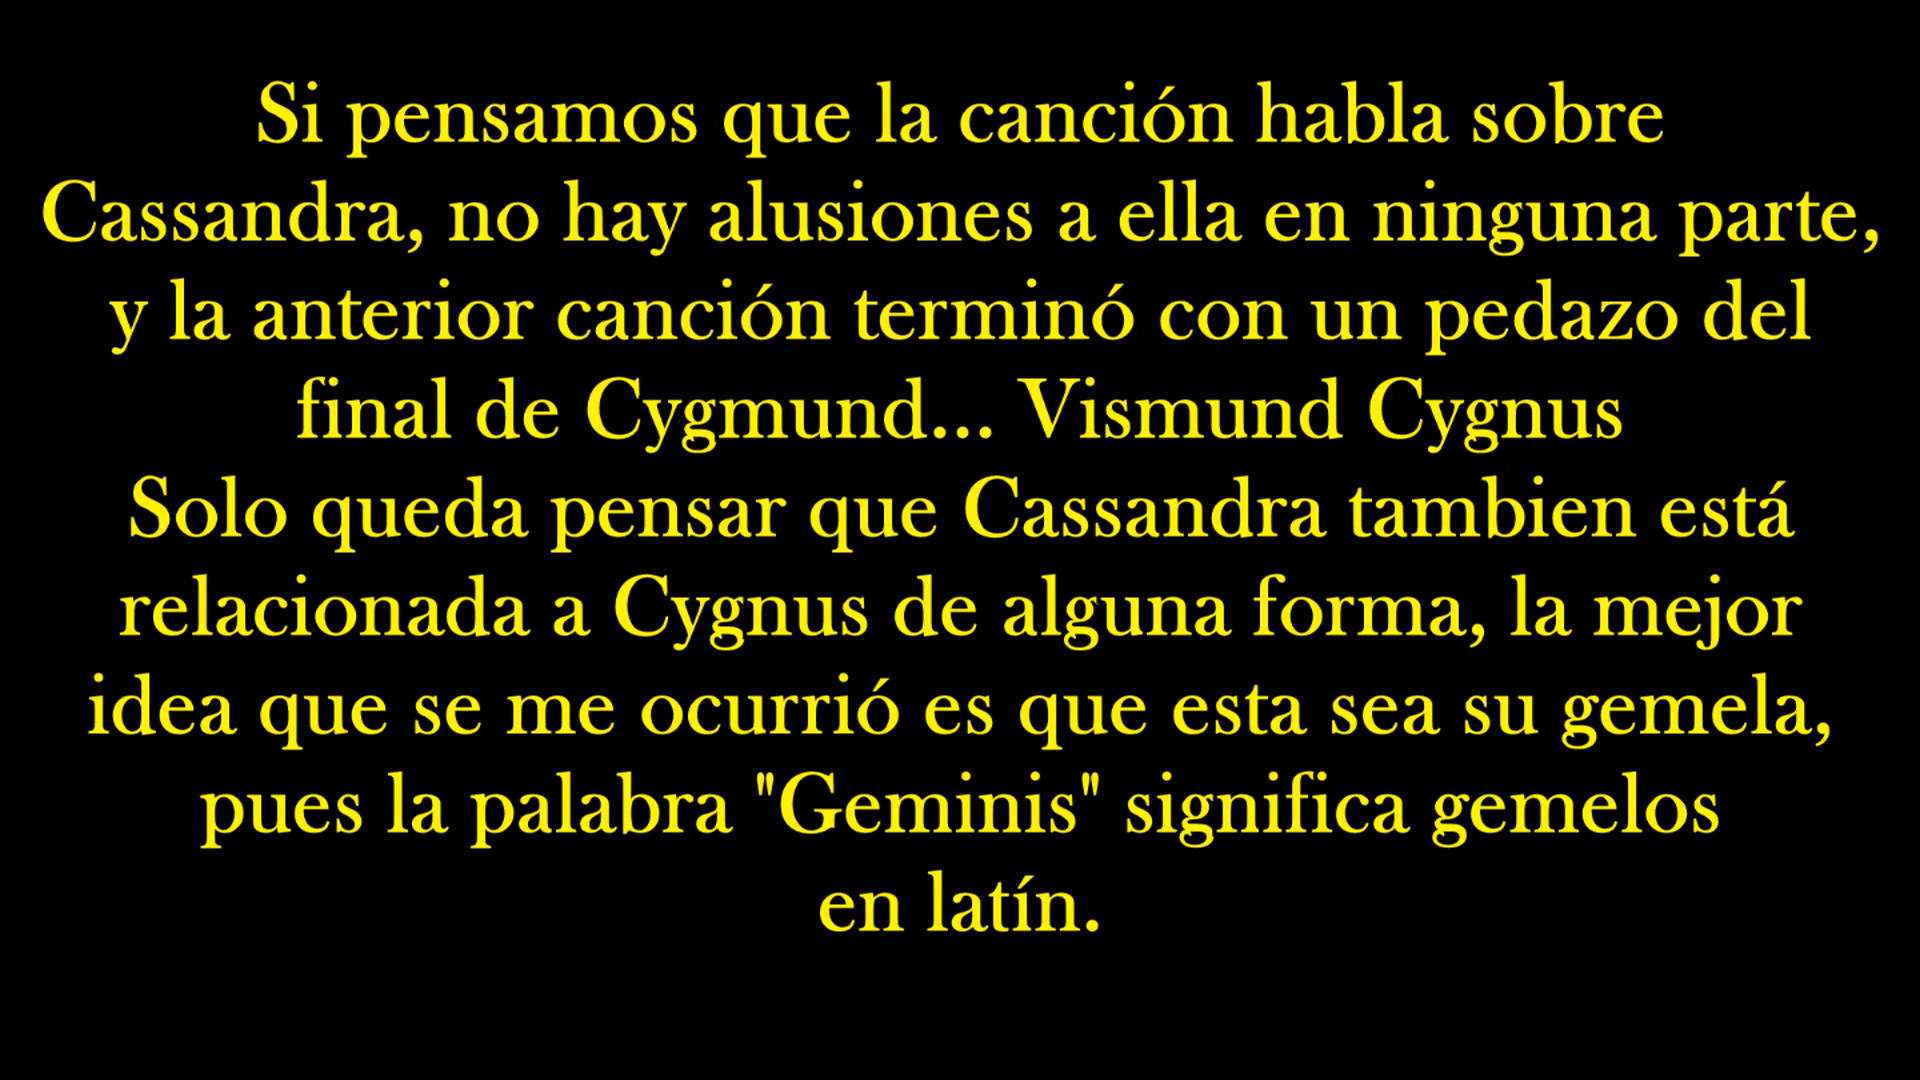 Si pensamos que la canción habla sobre
Cassandra, no hay alusiones a ella en ninguna parte,
y la anterior canción terminó con un pedazo del
final de Cygmund... Vismund Cygnus
Solo queda pensar que Cassandra tambien está
relacionada a Cygnus de alguna forma, la mejor
idea que se me ocurrió es que esta sea su gemela,
pues la palabra "Geminis" significa gemelos
en latín.